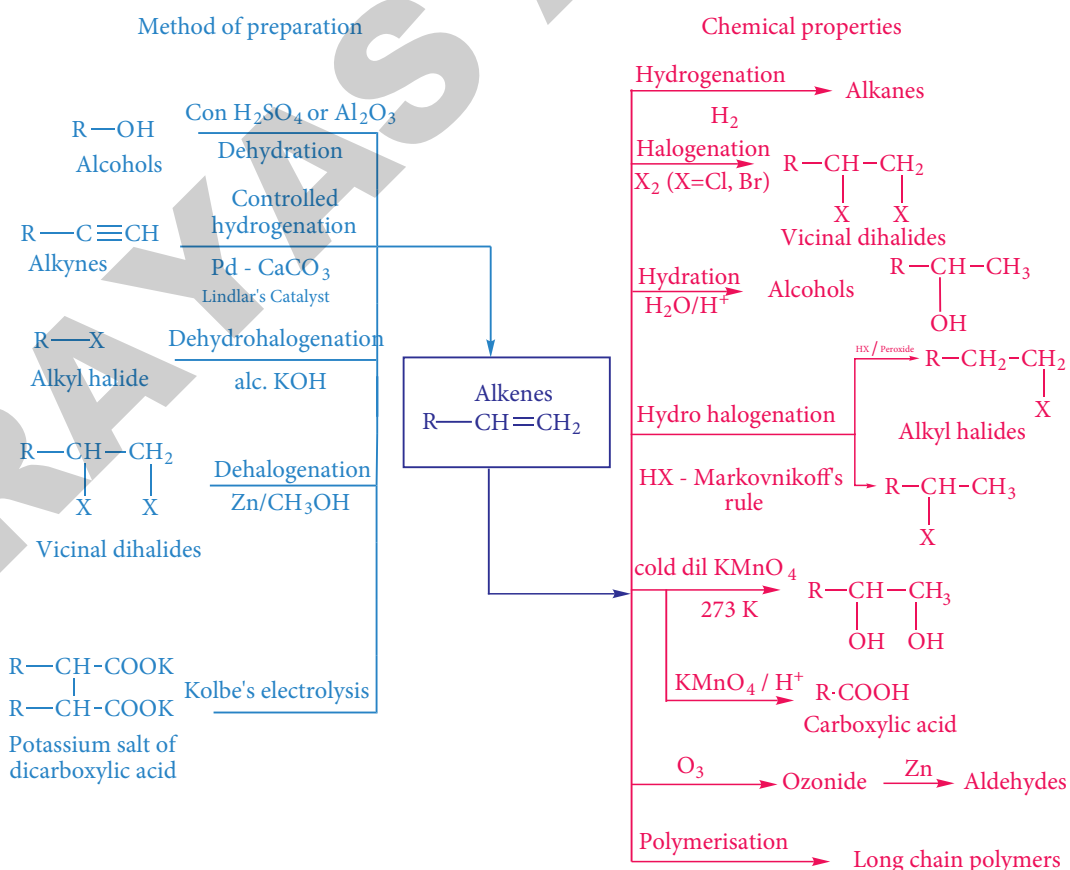 Method of preparation
R—OH
Alcohols
Con H₂SO₄ or Al₂O₃
Dehydration
R—C≡CH
Alkynes
Controlled
hydrogenation
Pd - CaCO₃
Lindlar's Catalyst
R—X
Alkyl halide
Dehydrohalogenation
alc. KOH
R—CH—CH₂
X X
Vicinal dihalides
Dehalogenation
Zn/CH₃OH
R—CH-COOK
R—CH-COOK
Potassium salt of
dicarboxylic acid
Kolbe's electrolysis
Alkenes
R—CH=CH₂
Chemical properties
Hydrogenation
H₂
Alkanes
Halogenation
X₂ (X=Cl, Br)
R—CH—CH₂
X X
Vicinal dihalides
Hydration
H₂O/H⁺
Alcohols
R—CH—CH₃
OH
Hydro halogenation
HX / Peroxide
R—CH₂—CH₂
X
Alkyl halides
HX - Markovnikoff's
rule
R—CH—CH₃
X
cold dil KMnO₄
273 K
R—CH—CH₃
OH OH
KMnO₄ / H⁺
R·COOH
Carboxylic acid
O₃
Ozonide
Zn
Aldehydes
Polymerisation
Long chain polymers
RAYAS